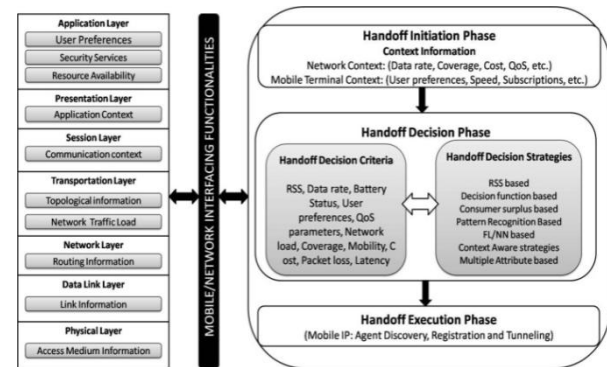 Application Layer
User Preferences
Security Services
Resource Availability
Presentation Layer
Application Context
Session Layer
Communication context
Transportation Layer
Topological information
Network Traffic Load
Network Layer
Routing Information
Data Link Layer
Link Information
Physical Layer
Access Medium Information
MOBILE/NETWORK INTERFACING FUNCTIONALITIES
Handoff Initiation Phase
Context Information
Network Context: (Data rate, Coverage, Cost, QoS, etc.)
Mobile Terminal Context: (User preferences, Speed, Subscriptions, etc.)
Handoff Decision Phase
Handoff Decision Criteria
RSS, Data rate, Battery
Status, User
preferences, QoS
parameters, Network
load, Coverage, Mobility, C
ost, Packet loss, Latency
Handoff Decision Strategies
RSS based
Decision function based
Consumer surplus based
Pattern Recognition Based
FL/NN based
Context Aware strategies
Multiple Attribute based
Handoff Execution Phase
(Mobile IP: Agent Discovery, Registration and Tunneling)